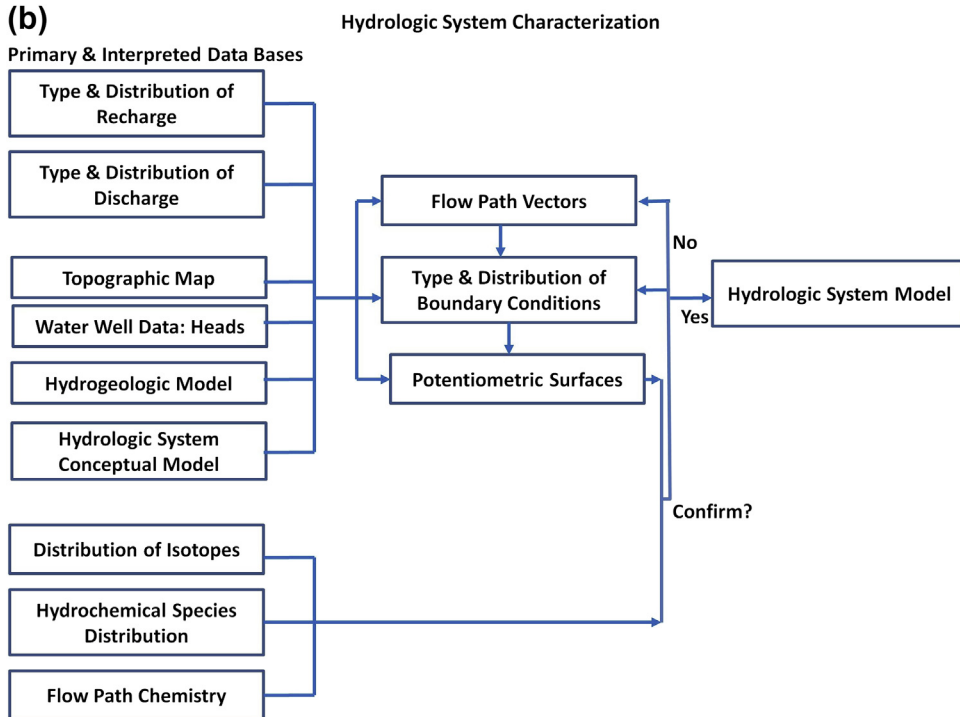 (b)
Hydrologic System Characterization
Primary & Interpreted Data Bases
Type & Distribution of
Recharge
Type & Distribution of
Discharge
Topographic Map
Water Well Data: Heads
Hydrogeologic Model
Hydrologic System
Conceptual Model
Distribution of Isotopes
Hydrochemical Species
Distribution
Flow Path Chemistry
Flow Path Vectors
Type & Distribution of
Boundary Conditions
Potentiometric Surfaces
No
Yes
Confirm?
Hydrologic System Model